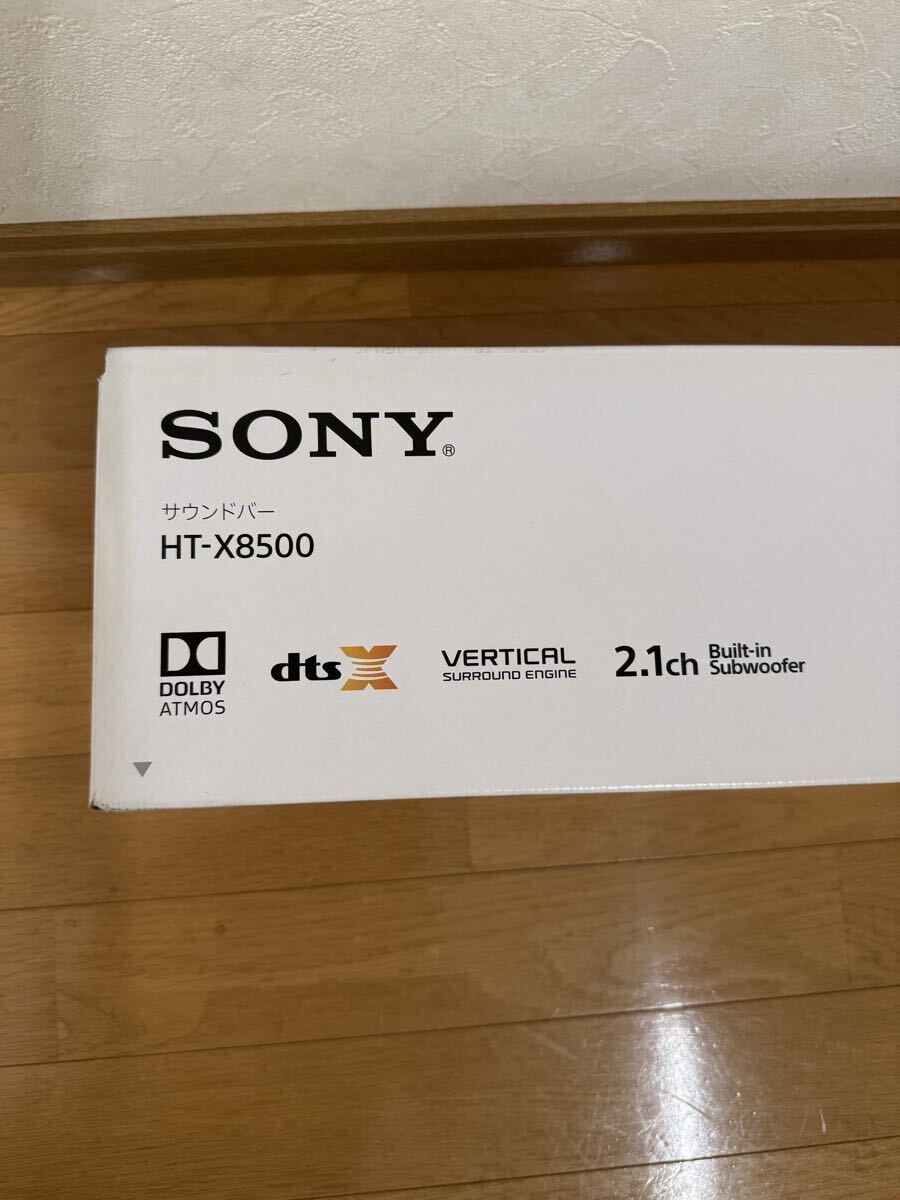 SONY®
サウンドバー
HT-X8500
DOLBY
ATMOS
dts X
VERTICAL
SURROUND ENGINE
2.1ch Built-in
Subwoofer